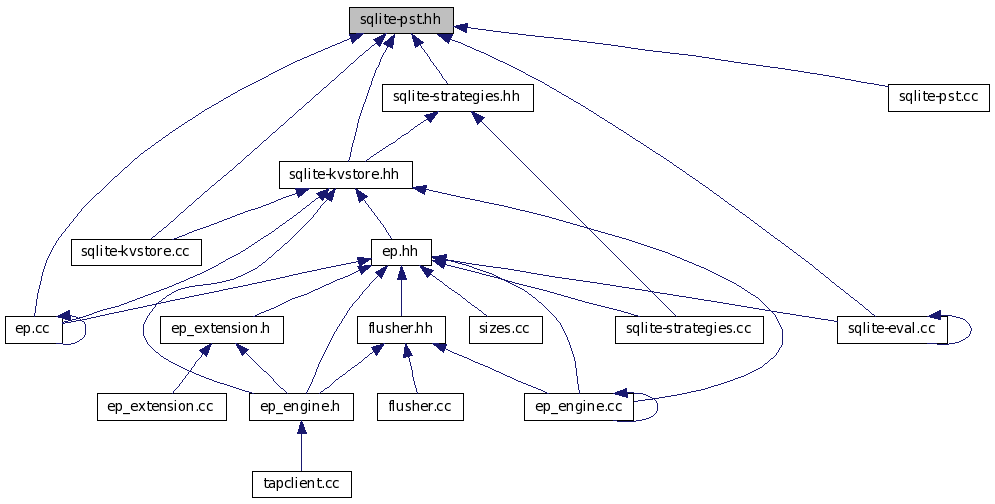 sqlite-pst.hh
sqlite-strategies.hh
sqlite-pst.cc
sqlite-kvstore.hh
sqlite-kvstore.cc
ep.hh
ep.cc
ep_extension.h
flusher.hh
sizes.cc
sqlite-strategies.cc
sqlite-eval.cc
ep_extension.cc
ep_engine.h
flusher.cc
ep_engine.cc
tapclient.cc